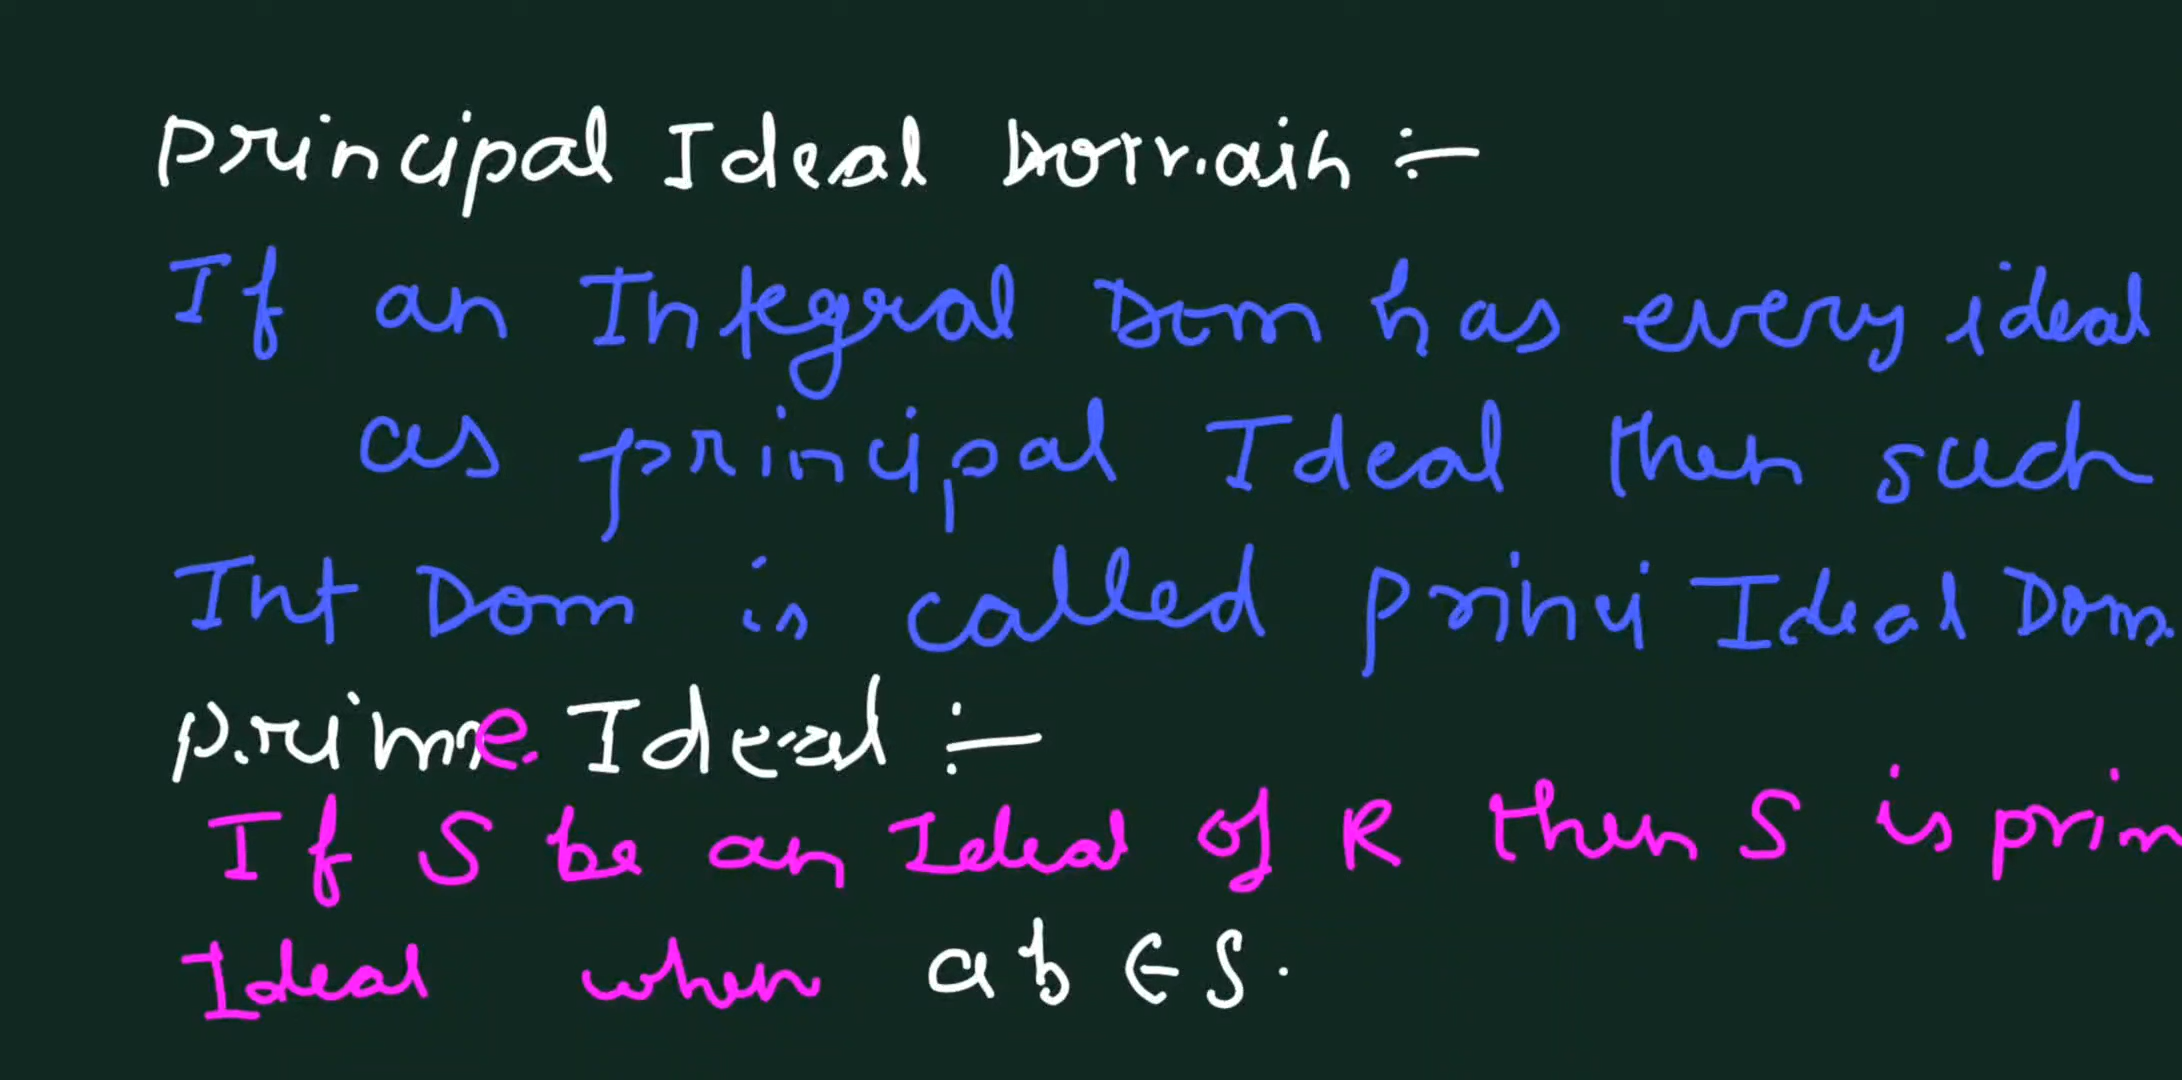 Principal Ideal Domain :-
If an Integral Dom has every ideal
as principal Ideal then such
Int Dom is called princi Ideal Dom.
prime Ideal :-
If S be an Ideal of R then S is prim
Ideal when ab ∈ S.